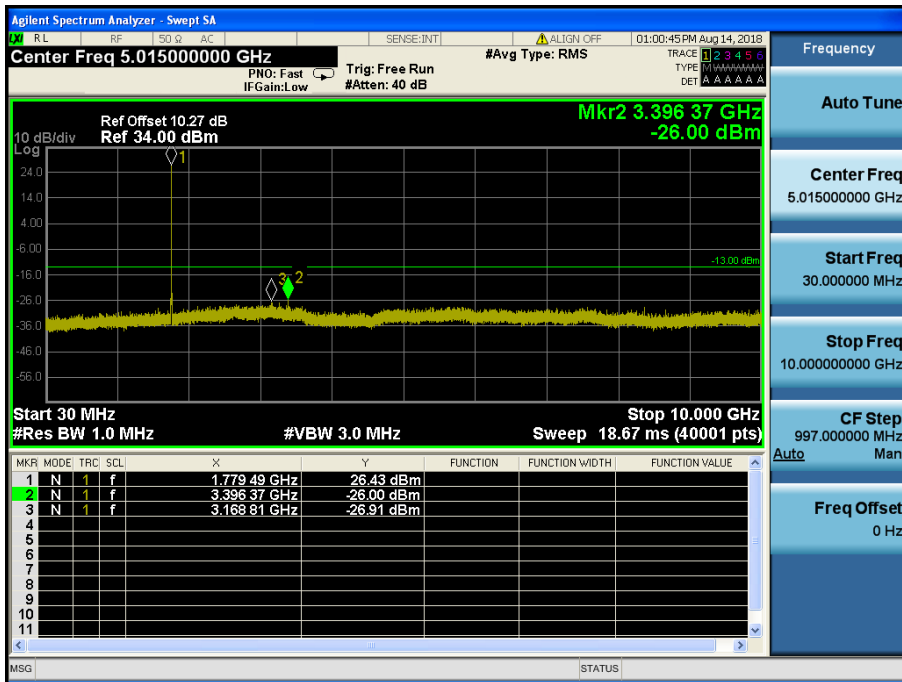 Agilent Spectrum Analyzer - Swept SA
LXI RL RF 50 Ω AC SENSE:INT ALIGN OFF 01:00:45 PM Aug 14, 2018
Center Freq 5.015000000 GHz
PNO: Fast
IFGain:Low
Trig: Free Run
#Atten: 40 dB
#Avg Type: RMS
TRACE 1 2 3 4 5 6
TYPE M
DET A A A A A A
Mkr2 3.396 37 GHz
-26.00 dBm
Ref Offset 10.27 dB
10 dB/div Ref 34.00 dBm
Log
24.0
14.0
4.00
-6.00
-16.0
-26.0
-36.0
-46.0
-56.0
1
3
2
-13.00 dBm
Start 30 MHz Stop 10.000 GHz
#Res BW 1.0 MHz #VBW 3.0 MHz Sweep 18.67 ms (40001 pts)
MKR MODE TRC SCL X Y FUNCTION FUNCTION WIDTH FUNCTION VALUE
1 N 1 f 1.779 49 GHz 26.43 dBm
2 N 1 f 3.396 37 GHz -26.00 dBm
3 N 1 f 3.168 81 GHz -26.91 dBm
4
5
6
7
8
9
10
11
MSG STATUS
Frequency
Auto Tune
Center Freq
5.015000000 GHz
Start Freq
30.000000 MHz
Stop Freq
10.000000000 GHz
CF Step
997.000000 MHz
Auto Man
Freq Offset
0 Hz